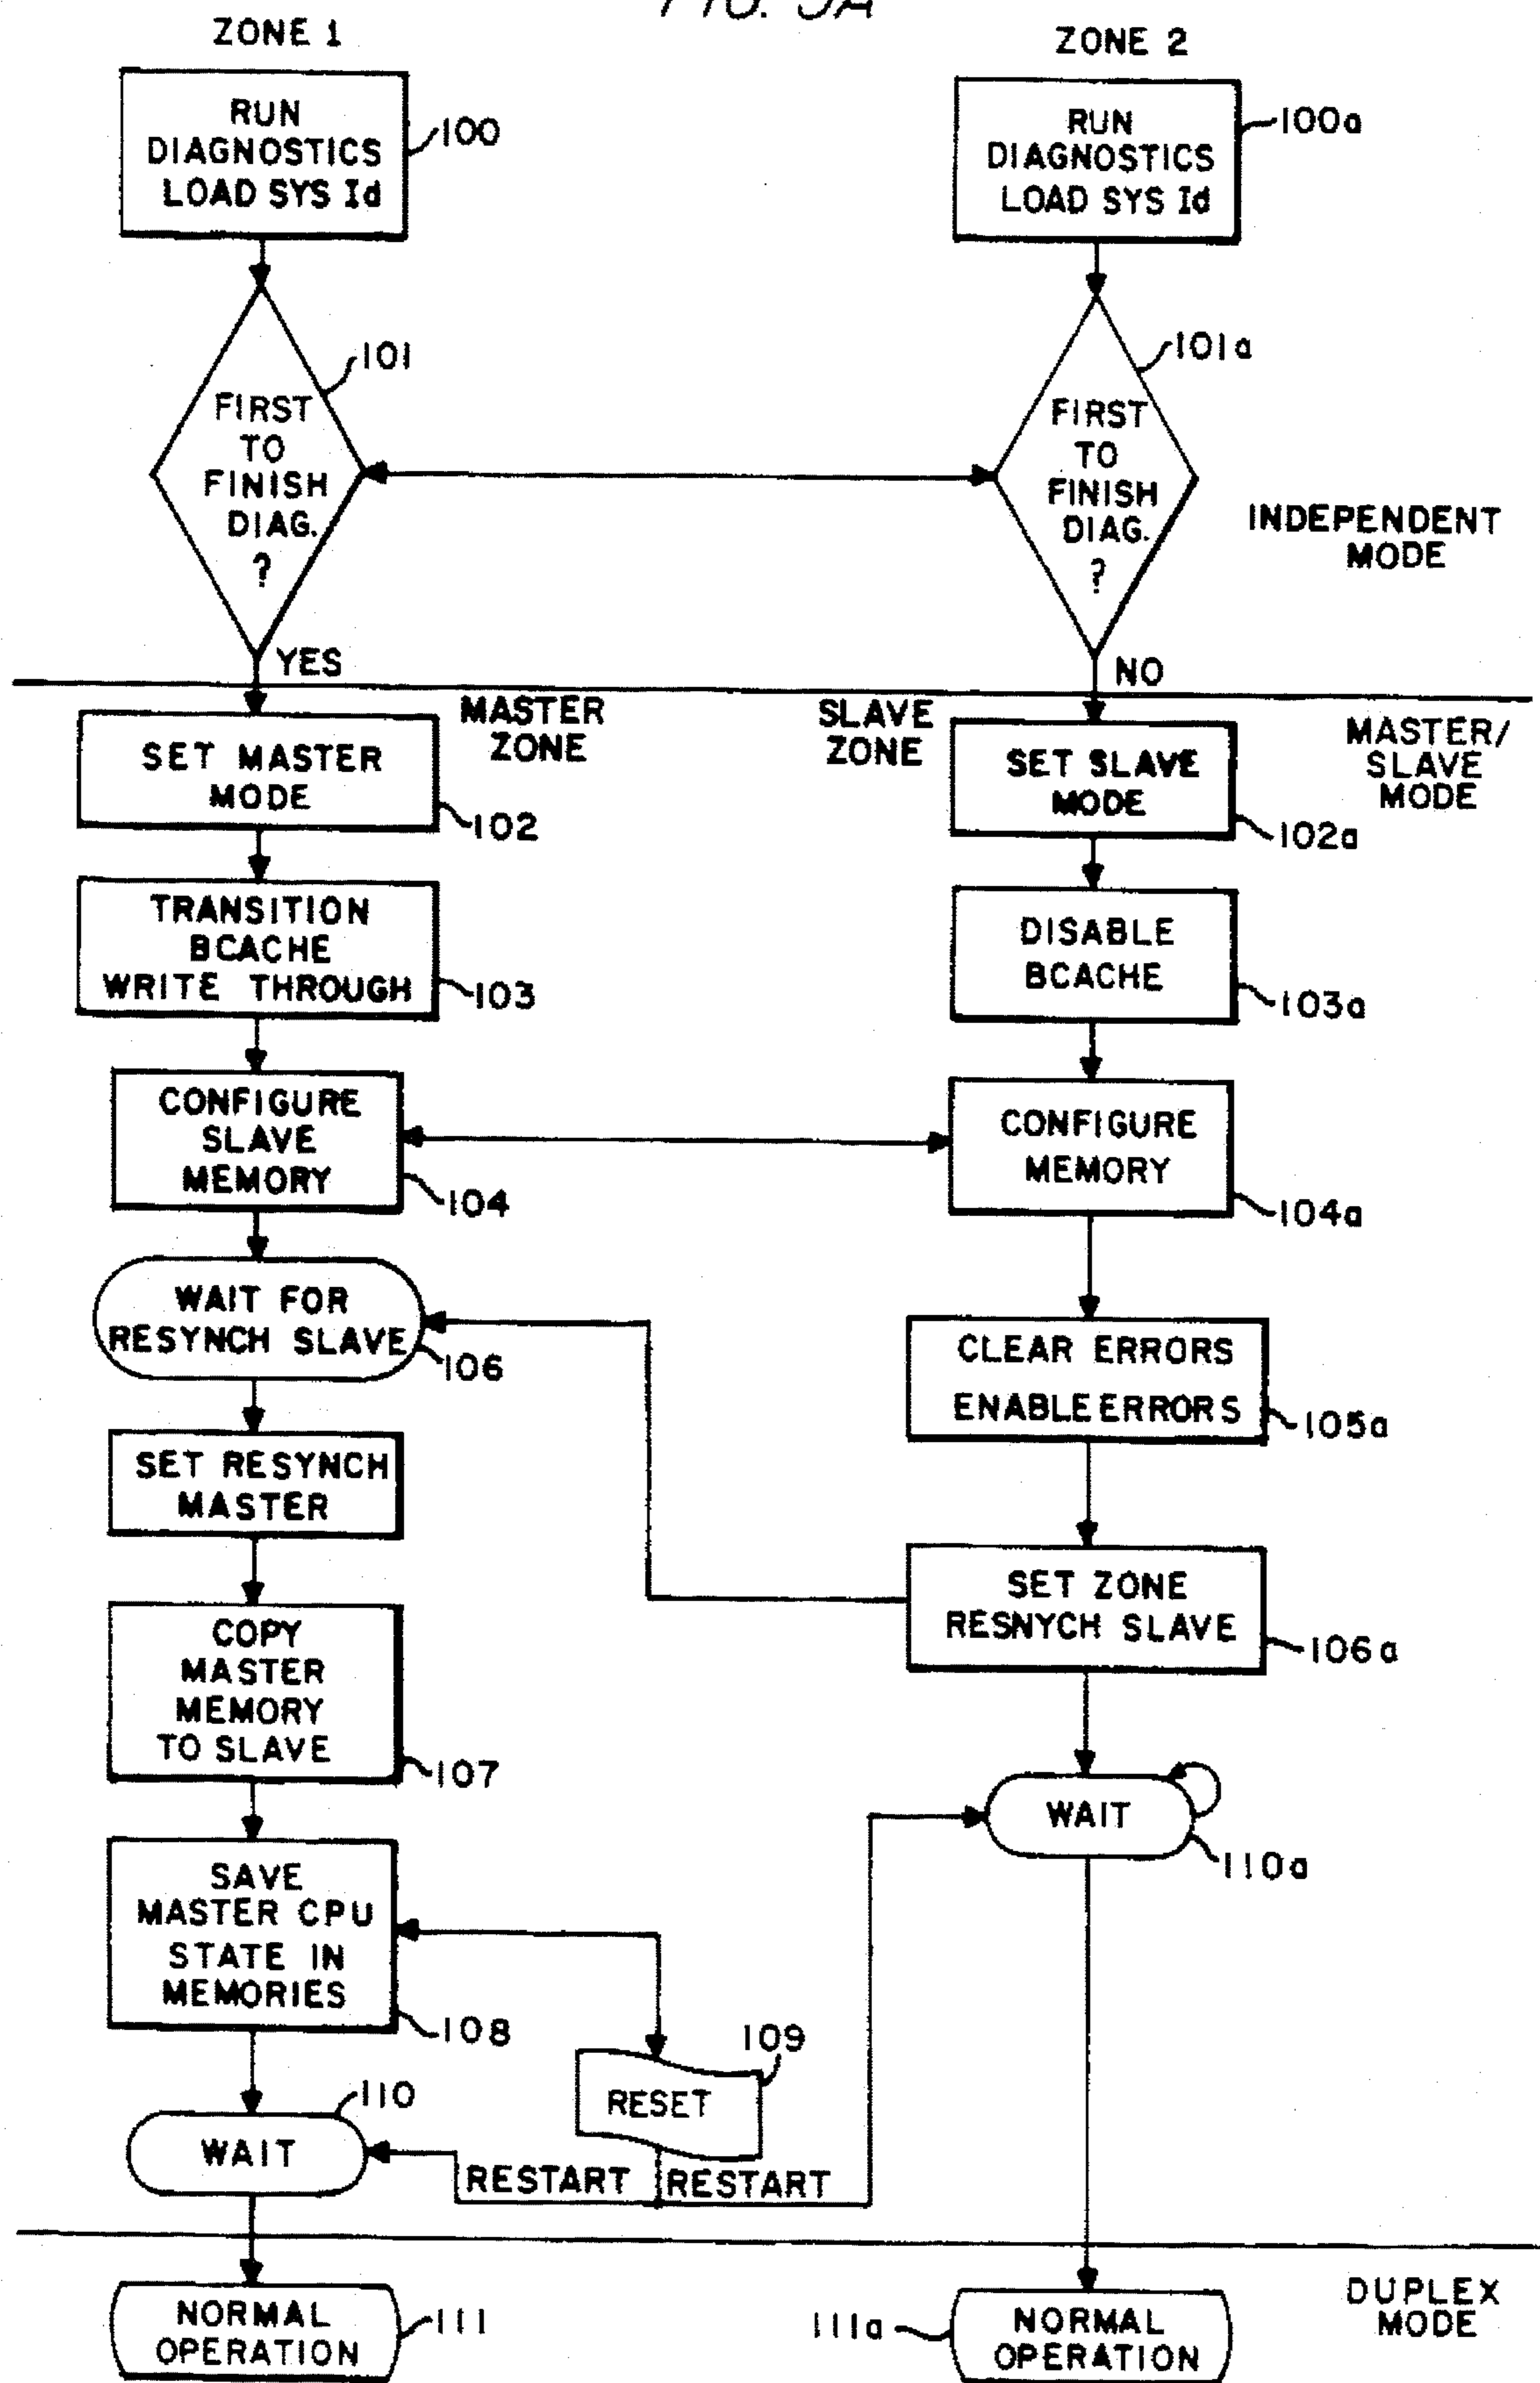 ZONE 1
ZONE 2
RUN
DIAGNOSTICS
LOAD SYS Id
100
RUN
DIAGNOSTICS
LOAD SYS Id
100a
FIRST
TO
FINISH
DIAG.
?
101
FIRST
TO
FINISH
DIAG.
?
101a
INDEPENDENT
MODE
YES
NO
MASTER
ZONE
SLAVE
ZONE
MASTER/
SLAVE
MODE
SET MASTER
MODE
102
SET SLAVE
MODE
102a
TRANSITION
BCACHE
WRITE THROUGH
103
DISABLE
BCACHE
103a
CONFIGURE
SLAVE
MEMORY
104
CONFIGURE
MEMORY
104a
WAIT FOR
RESYNCH SLAVE
106
CLEAR ERRORS
ENABLE ERRORS
105a
SET RESYNCH
MASTER
SET ZONE
RESNYCH SLAVE
106a
COPY
MASTER
MEMORY
TO SLAVE
107
WAIT
110a
SAVE
MASTER CPU
STATE IN
MEMORIES
108
109
RESET
110
WAIT
RESTART
RESTART
DUPLEX
MODE
NORMAL
OPERATION
111
111a
NORMAL
OPERATION